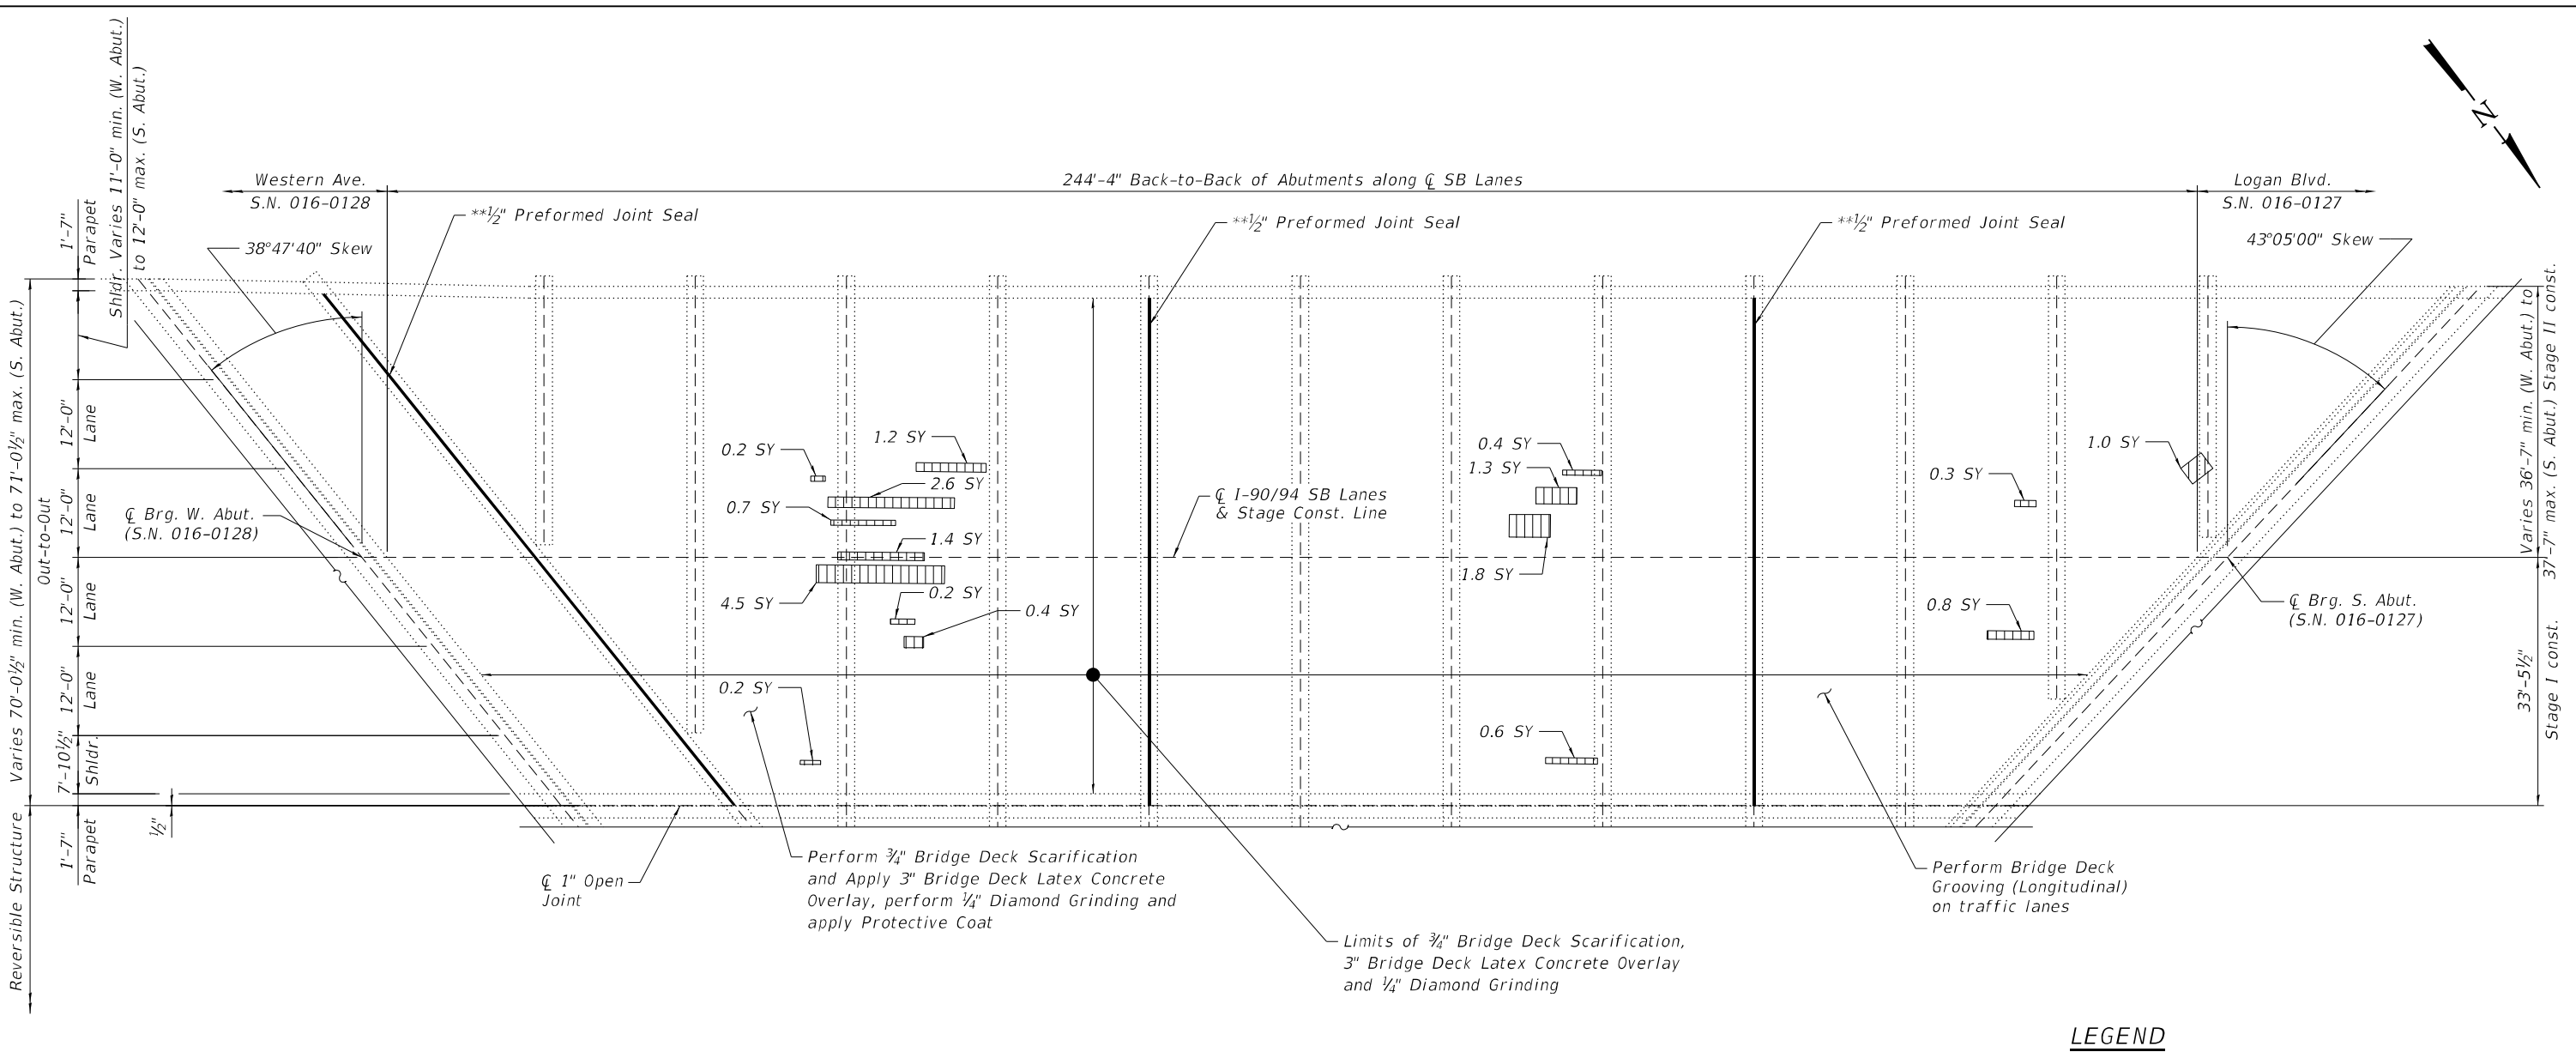 Shldr. Varies 11'-0" min. (W. Abut.)
to 12'-0" max. (S. Abut.)
1'-7"
Parapet
Western Ave.
S.N. 016-0128
244'-4" Back-to-Back of Abutments along ℄ SB Lanes
Logan Blvd.
S.N. 016-0127
N
**½" Preformed Joint Seal
**½" Preformed Joint Seal
**½" Preformed Joint Seal
38°47'40" Skew
43°05'00" Skew
Varies 70'-0½" min. (W. Abut.) to 71'-0½" max. (S. Abut.)
Out-to-Out
12'-0"
Lane
12'-0"
Lane
12'-0"
Lane
12'-0"
Lane
7'-10½"
Shldr.
½"
1'-7"
Parapet
Reversible Structure
℄ Brg. W. Abut.
(S.N. 016-0128)
0.2 SY
1.2 SY
2.6 SY
0.7 SY
1.4 SY
4.5 SY
0.2 SY
0.4 SY
0.2 SY
℄ I-90/94 SB Lanes
& Stage Const. Line
0.4 SY
1.3 SY
1.8 SY
0.6 SY
1.0 SY
0.3 SY
0.8 SY
℄ Brg. S. Abut.
(S.N. 016-0127)
Varies 36'-7" min. (W. Abut.) to
37'-7" max. (S. Abut.) Stage II const.
33'-5½"
Stage I const.
℄ 1" Open
Joint
Perform ¾" Bridge Deck Scarification
and Apply 3" Bridge Deck Latex Concrete
Overlay, perform ¼" Diamond Grinding and
apply Protective Coat
Limits of ¾" Bridge Deck Scarification,
3" Bridge Deck Latex Concrete Overlay
and ¼" Diamond Grinding
Perform Bridge Deck
Grooving (Longitudinal)
on traffic lanes
LEGEND